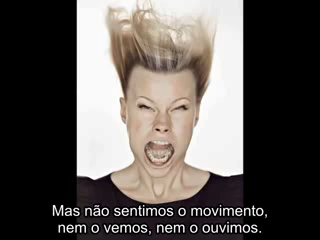 Mas não sentimos o movimento,
nem o vemos, nem o ouvimos.